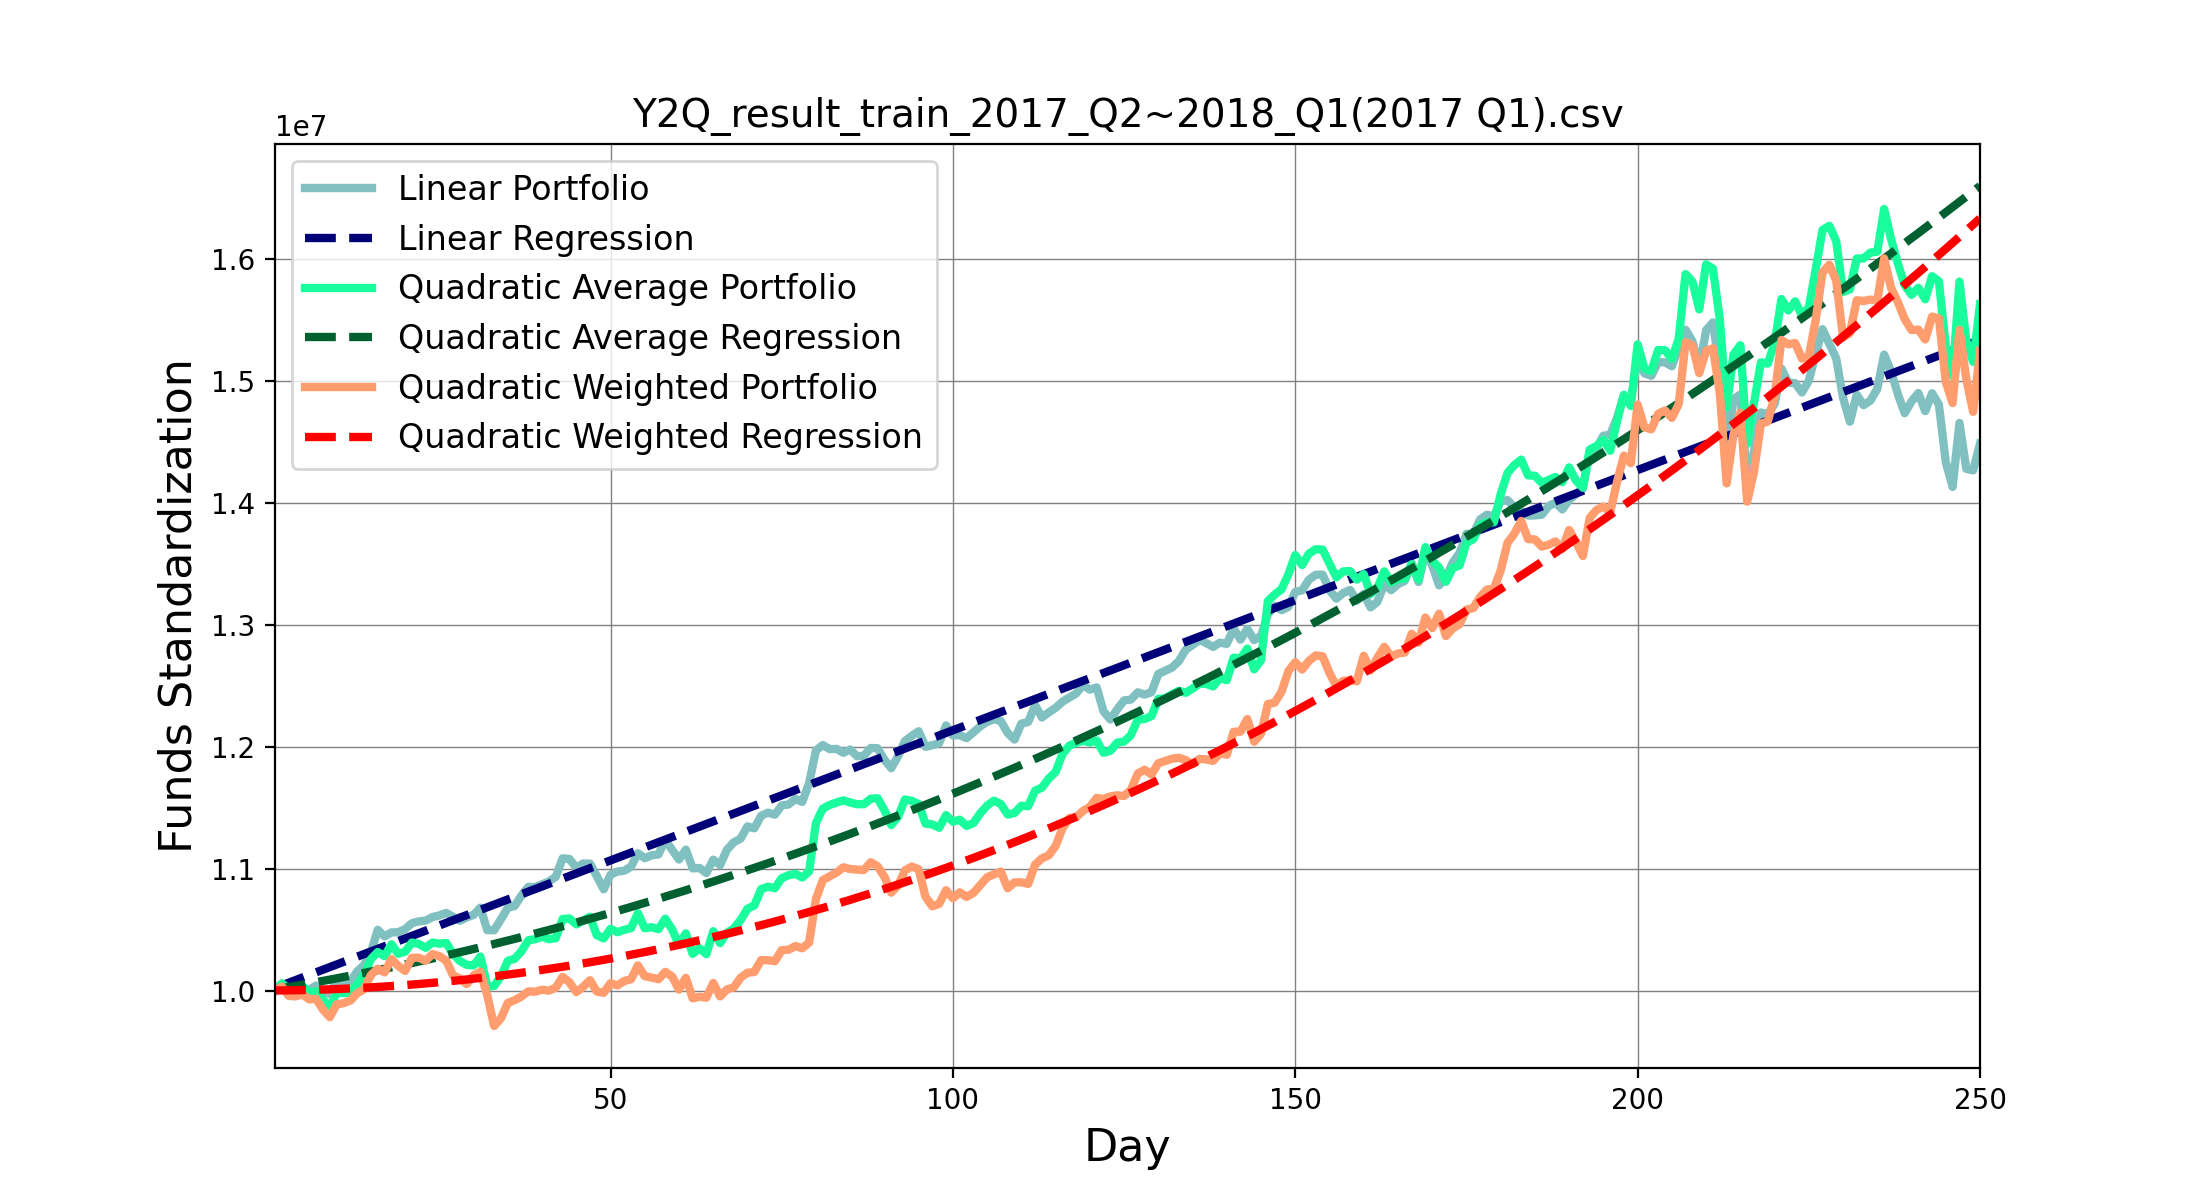 Y2Q_result_train_2017_Q2~2018_Q1(2017 Q1).csv
1e7
Linear Portfolio
Linear Regression
Quadratic Average Portfolio
Quadratic Average Regression
Quadratic Weighted Portfolio
Quadratic Weighted Regression
Funds Standardization
1.6
1.5
1.4
1.3
1.2
1.1
1.0
50
100
150
200
250
Day